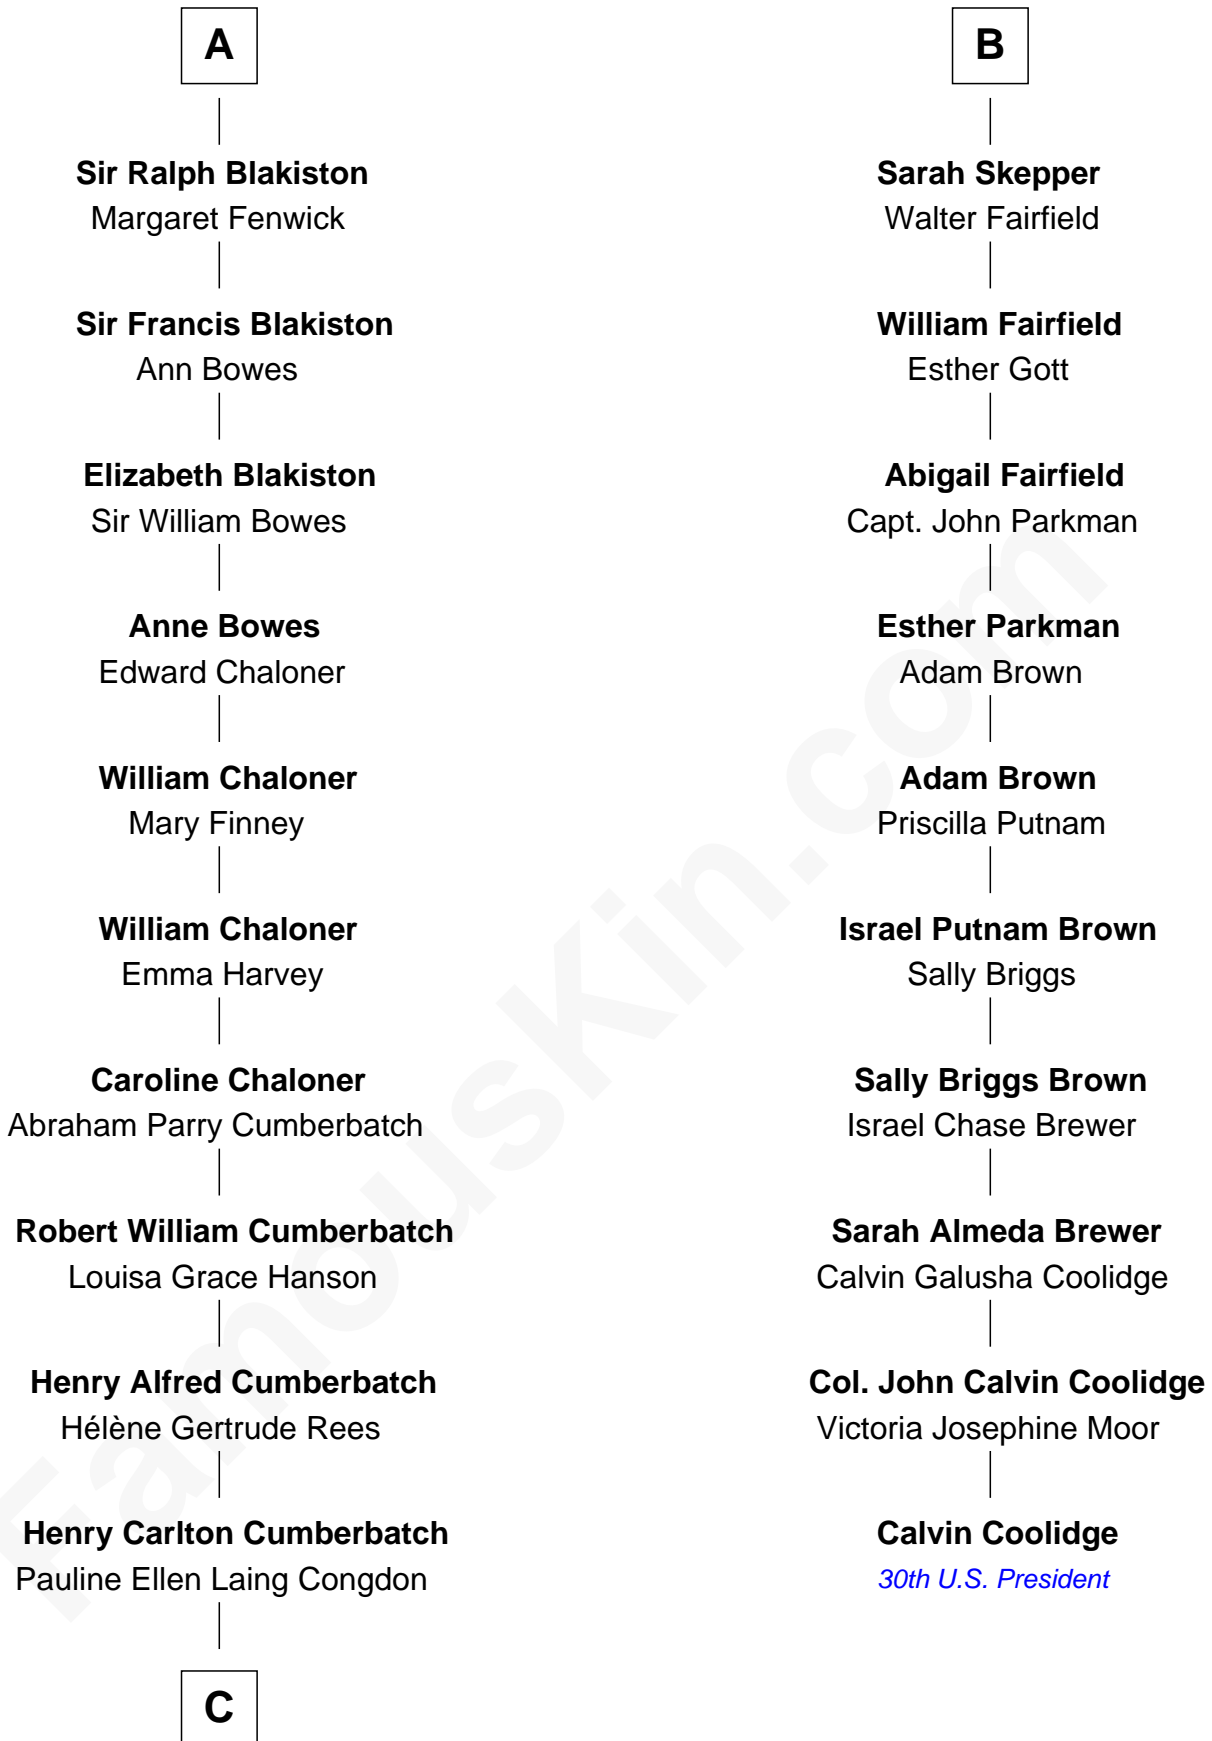 A
Sir Ralph Blakiston
Margaret Fenwick
Sir Francis Blakiston
Ann Bowes
Elizabeth Blakiston
Sir William Bowes
Anne Bowes
Edward Chaloner
William Chaloner
Mary Finney
William Chaloner
Emma Harvey
Caroline Chaloner
Abraham Parry Cumberbatch
Robert William Cumberbatch
Louisa Grace Hanson
Henry Alfred Cumberbatch
Hélène Gertrude Rees
Henry Carlton Cumberbatch
Pauline Ellen Laing Congdon
C
B
Sarah Skepper
Walter Fairfield
William Fairfield
Esther Gott
Abigail Fairfield
Capt. John Parkman
Esther Parkman
Adam Brown
Adam Brown
Priscilla Putnam
Israel Putnam Brown
Sally Briggs
Sally Briggs Brown
Israel Chase Brewer
Sarah Almeda Brewer
Calvin Galusha Coolidge
Col. John Calvin Coolidge
Victoria Josephine Moor
Calvin Coolidge
30th U.S. President
FamousKin.com